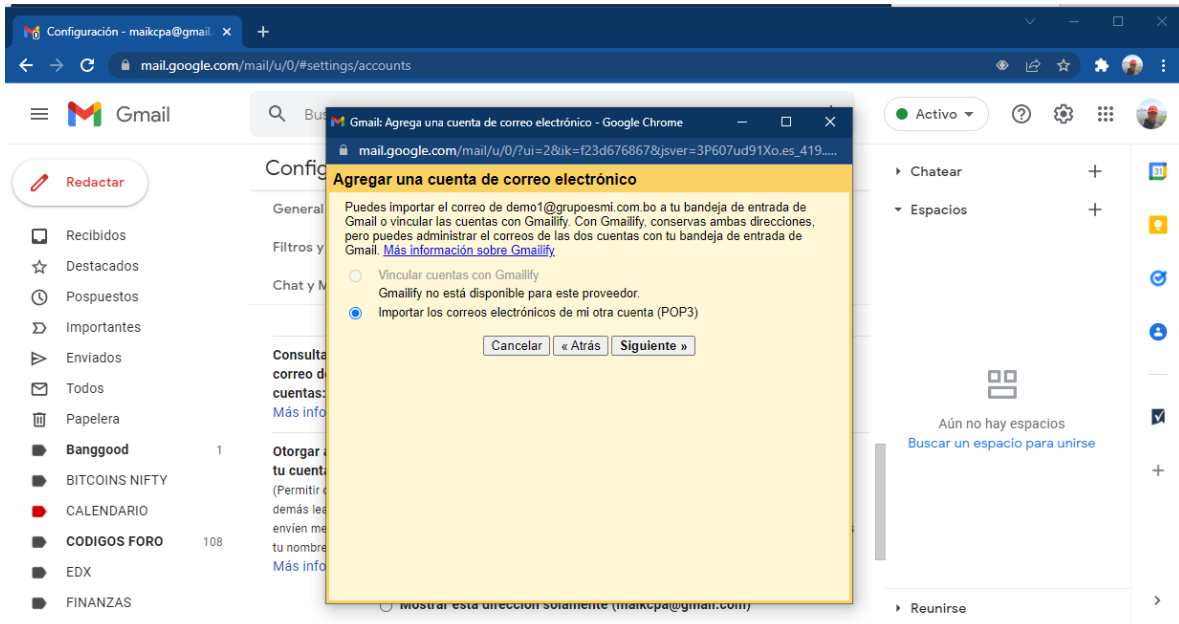 Configuración - maikcpa@gmail.
mail.google.com/mail/u/0/#settings/accounts
Gmail
Activo
Gmail: Agrega una cuenta de correo electrónico - Google Chrome
mail.google.com/mail/u/0/?ui=2&ik=f23d676867&jsver=3P607ud91Xo.es_419.....
Agregar una cuenta de correo electrónico
Puedes importar el correo de demo1@grupoesmi.com.bo a tu bandeja de entrada de
Gmail o vincular las cuentas con Gmailify. Con Gmailify, conservas ambas direcciones,
pero puedes administrar el correos de las dos cuentas con tu bandeja de entrada de
Gmail. Más información sobre Gmailify
Vincular cuentas con Gmailify
Gmailify no está disponible para este proveedor.
Importar los correos electrónicos de mi otra cuenta (POP3)
Cancelar « Atrás Siguiente »
Redactar
Recibidos
Destacados
Pospuestos
Importantes
Enviados
Todos
Papelera
Banggood 1
BITCOINS NIFTY
CALENDARIO
CODIGOS FORO 108
EDX
FINANZAS
General
Filtros y
Chat y
correo
cuentas:
Más info
Otorgar
(Permitir
demás
envíen
tu nombre
Más info
Mostrar esta dirección solamente (maikcpa@gmail.com)
Chatear
Espacios
Aún no hay espacios
Buscar un espacio para unirse
Reunirse
31